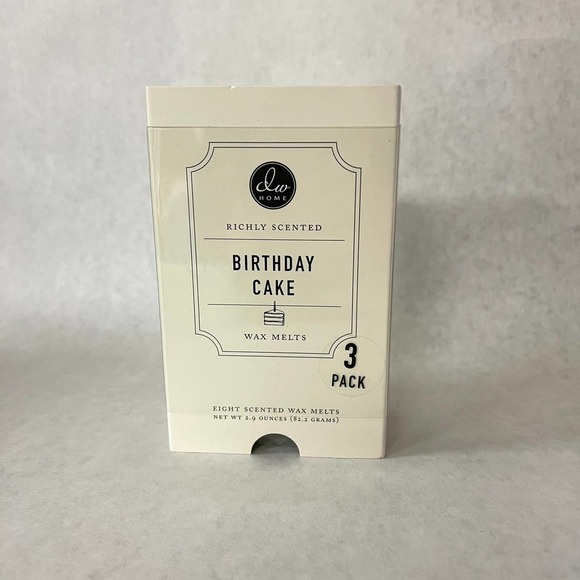 dw
HOME
RICHLY SCENTED
BIRTHDAY
CAKE
WAX MELTS
3
PACK
EIGHT SCENTED WAX MELTS
NET WT 2.9 OUNCES (82.2 GRAMS)